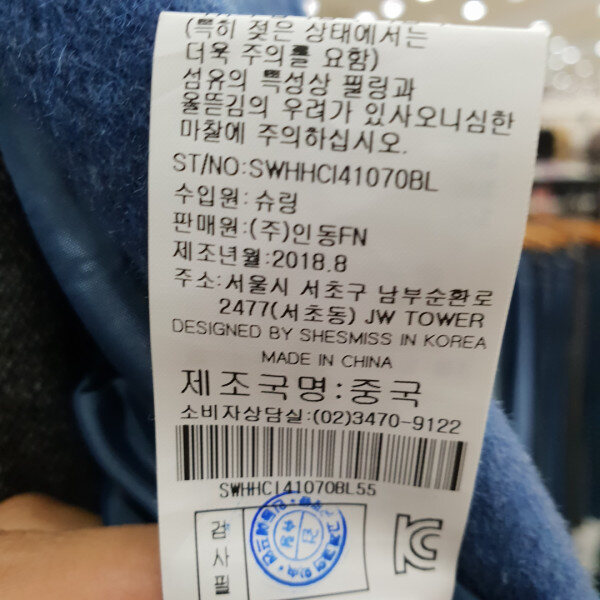 (특히 젖은 상태에서는
더욱 주의를 요함)
섬유의 특성상 필링과
올뜯김의 우려가 있사오니심한
마찰에 주의하십시오.
ST/NO:SWHHCI41070BL
수입원:슈링
판매원:(주)인동FN
제조년월:2018.8
주소:서울시 서초구 남부순환로
2477(서초동) JW TOWER
DESIGNED BY SHESMISS IN KOREA
MADE IN CHINA
제조국명:중국
소비자상담실:(02)3470-9122
SWHHCI41070BL55
검사필